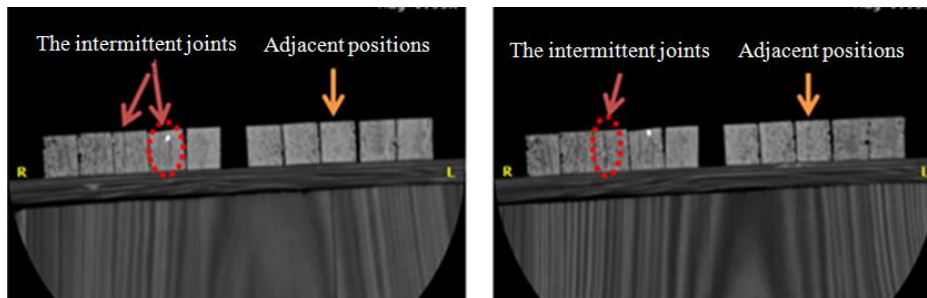 The intermittent joints
Adjacent positions
R
L
The intermittent joints
Adjacent positions
R
L